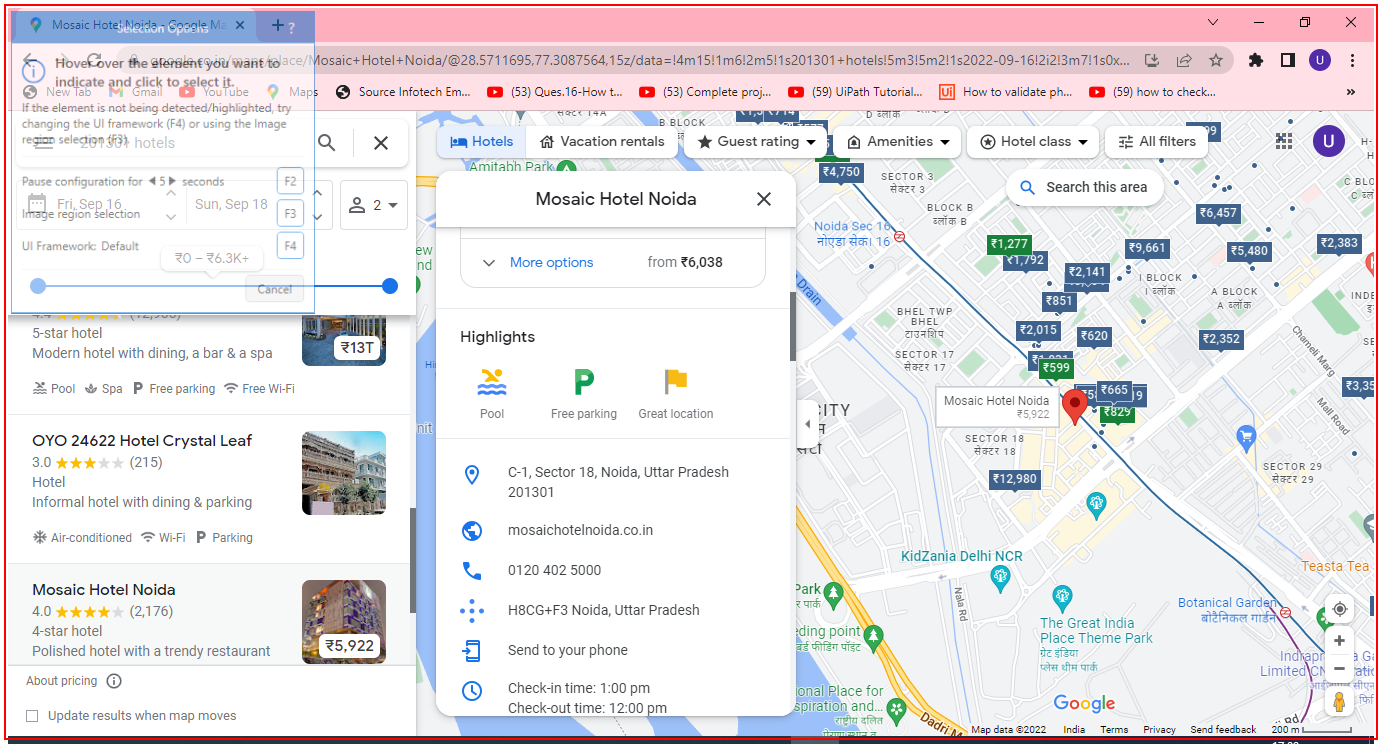 Mosaic Hotel Noida - Google Ma
Selection Options
?
google.co.in/maps/place/Mosaic+Hotel+Noida/@28.5711695,77.3087564,15z/data=!4m15!1m6!2m5!1s201301+hotels!5m3!5m2!1s2022-09-16!2i2!3m7!1s0x...
U
Hover over the element you want to
indicate and click to select it.
New Tab
Gmail
YouTube
Maps
Source Infotech Em...
(53) Ques.16-How t...
(53) Complete proj...
(59) UiPath Tutorial...
How to validate ph...
(59) how to check...
»
If the element is not being detected/highlighted, try
changing the UI framework (F4) or using the Image
region selection (F3)
201301 hotels
Pause configuration for 5 seconds
F2
Fri, Sep 16
Sun, Sep 18
2
Image region selection
F3
UI Framework: Default
F4
₹0 – ₹6.3K+
Cancel
5-star hotel
Modern hotel with dining, a bar & a spa
₹13T
Pool
Spa
Free parking
Free Wi-Fi
OYO 24622 Hotel Crystal Leaf
3.0
(215)
Hotel
Informal hotel with dining & parking
Air-conditioned
Wi-Fi
Parking
Mosaic Hotel Noida
4.0
(2,176)
4-star hotel
Polished hotel with a trendy restaurant
₹5,922
About pricing
Update results when map moves
Hotels
Vacation rentals
Guest rating
Amenities
Hotel class
All filters
U
Mosaic Hotel Noida
More options
from ₹6,038
Highlights
Pool
Free parking
Great location
C-1, Sector 18, Noida, Uttar Pradesh
201301
mosaichotelnoida.co.in
0120 402 5000
H8CG+F3 Noida, Uttar Pradesh
Send to your phone
Check-in time: 1:00 pm
Check-out time: 12:00 pm
सेक्टर 14A
B BLOCK
Amitabh Park
₹4,750
SECTOR 3
सेक्टर 3
Search this area
BLOCK B
ब्लॉक B
Noida Sec 16
नोएडा सेक। 16
₹6,457
₹1,277
₹1,792
₹9,661
₹5,480
₹2,383
₹2,141
I BLOCK
I ब्लॉक
A BLOCK
A ब्लॉक
₹851
BHEL TWP
BHEL
टाउनशिप
₹2,015
₹620
₹2,352
Chameli Marg
SECTOR 17
सेक्टर 17
₹599
₹665
₹829
Mosaic Hotel Noida
₹5,922
Mall Road
SECTOR 18
सेक्टर 18
SECTOR 29
सेक्टर 29
₹12,980
KidZania Delhi NCR
Teasta Tea
Nala Rd
Botanical Garden
बोटैनिकल गार्डन
The Great India
Place Theme Park
ग्रेट इंडिया
प्लेस थीम पार्क
Google
Map data ©2022
India
Terms
Privacy
Send feedback
200 m